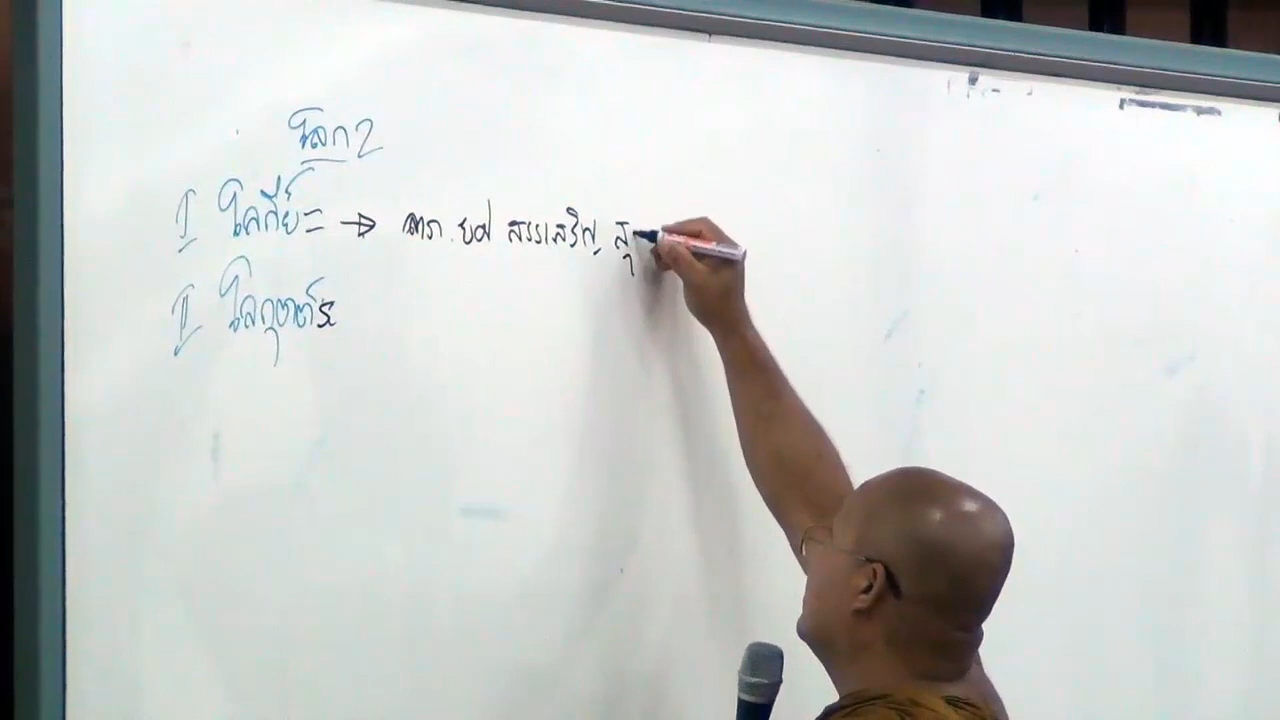 โลก 2
I โลกีย์ะ → ลาภ. ยศ สรรเสริญ สุ
II โลกุตตร์ะ